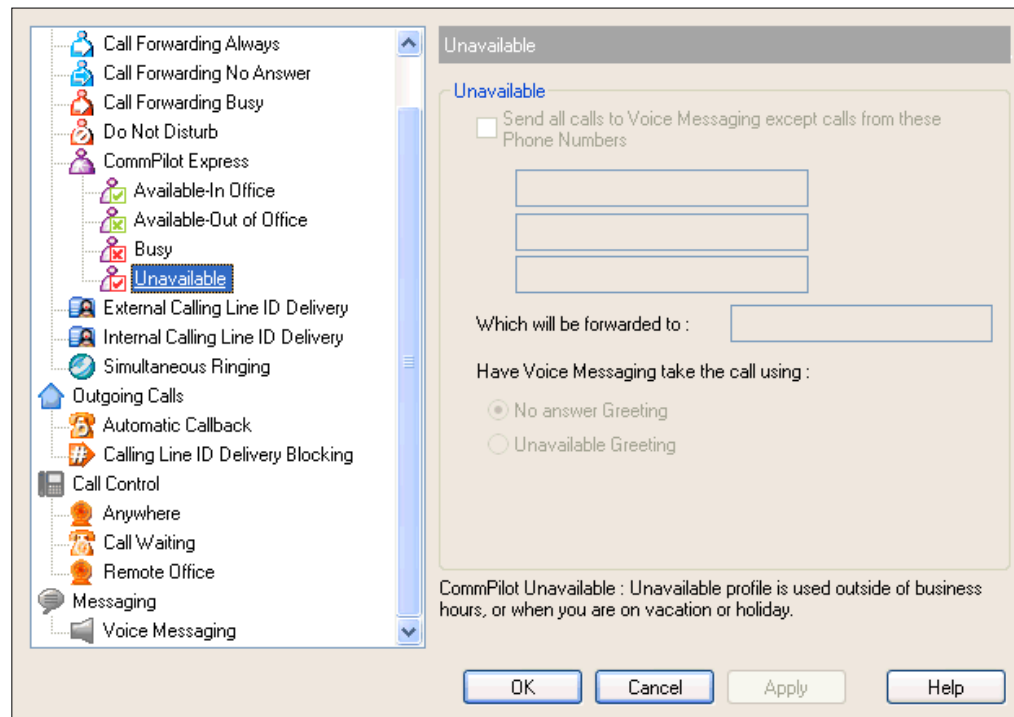 Call Forwarding Always
Call Forwarding No Answer
Call Forwarding Busy
Do Not Disturb
CommPilot Express
Available-In Office
Available-Out of Office
Busy
Unavailable
External Calling Line ID Delivery
Internal Calling Line ID Delivery
Simultaneous Ringing
Outgoing Calls
Automatic Callback
Calling Line ID Delivery Blocking
Call Control
Anywhere
Call Waiting
Remote Office
Messaging
Voice Messaging
Unavailable
Unavailable
Send all calls to Voice Messaging except calls from these
Phone Numbers
Which will be forwarded to :
Have Voice Messaging take the call using :
No answer Greeting
Unavailable Greeting
CommPilot Unavailable : Unavailable profile is used outside of business
hours, or when you are on vacation or holiday.
OK
Cancel
Apply
Help